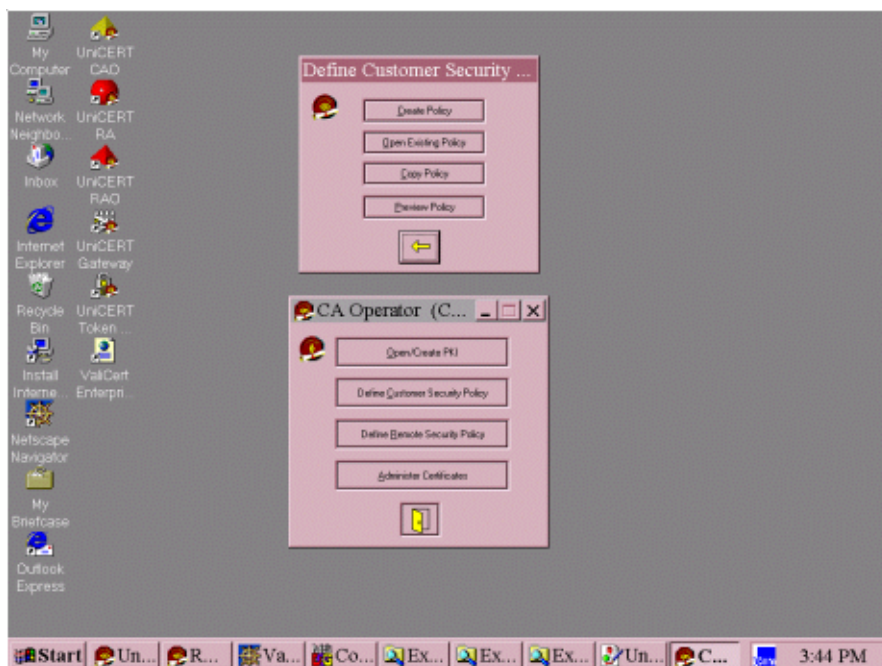 My Computer
UniCERT CAO
Network Neighbo...
UniCERT RA
Inbox
UniCERT RAO
Internet Explorer
UniCERT Gateway
Recycle Bin
UniCERT Token ...
Install Interne...
ValiCert Enterpri...
Netscape Navigator
My Briefcase
Outlook Express
Define Customer Security ...
Create Policy
Open Existing Policy
Copy Policy
Preview Policy
CA Operator (C...
Open/Create PKI
Define Customer Security Policy
Define Remote Security Policy
Administer Certificates
Start
Un...
R...
Va...
Co...
Ex...
Ex...
Ex...
Un...
C...
3:44 PM